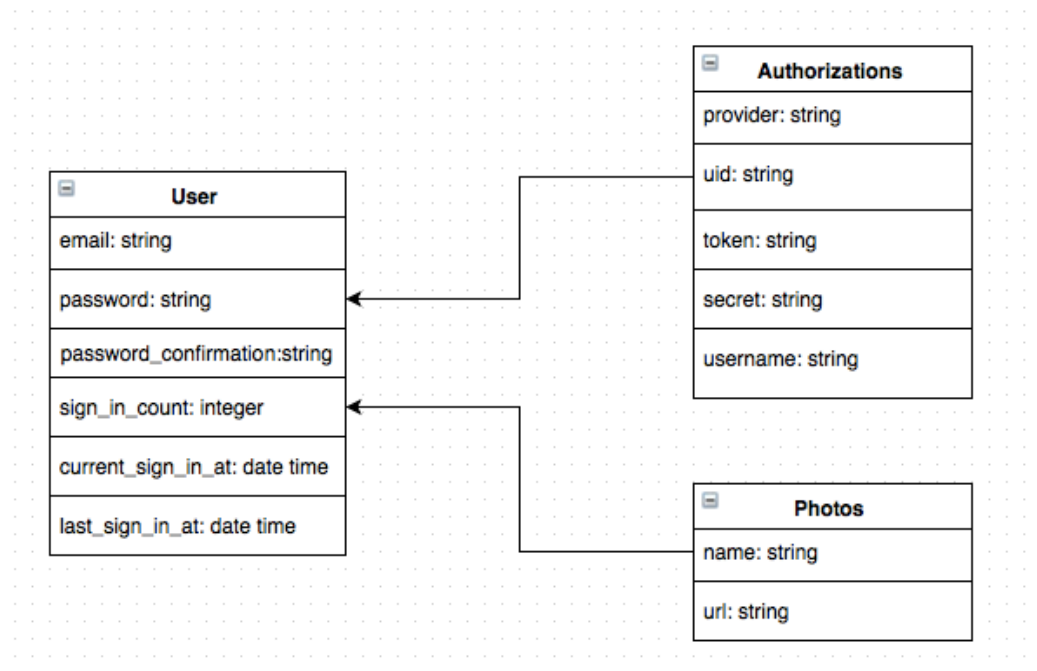 User
email: string
password: string
password_confirmation:string
sign_in_count: integer
current_sign_in_at: date time
last_sign_in_at: date time
Authorizations
provider: string
uid: string
token: string
secret: string
username: string
Photos
name: string
url: string